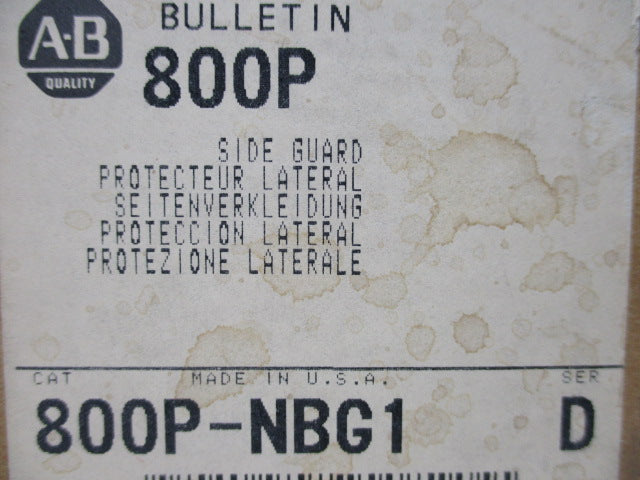 A-B
QUALITY
BULLETIN
800P
SIDE GUARD
PROTECTEUR LATERAL
SEITENVERKLEIDUNG
PROTECCION LATERAL
PROTEZIONE LATERALE
CAT MADE IN U.S.A. SER
800P-NBG1 D